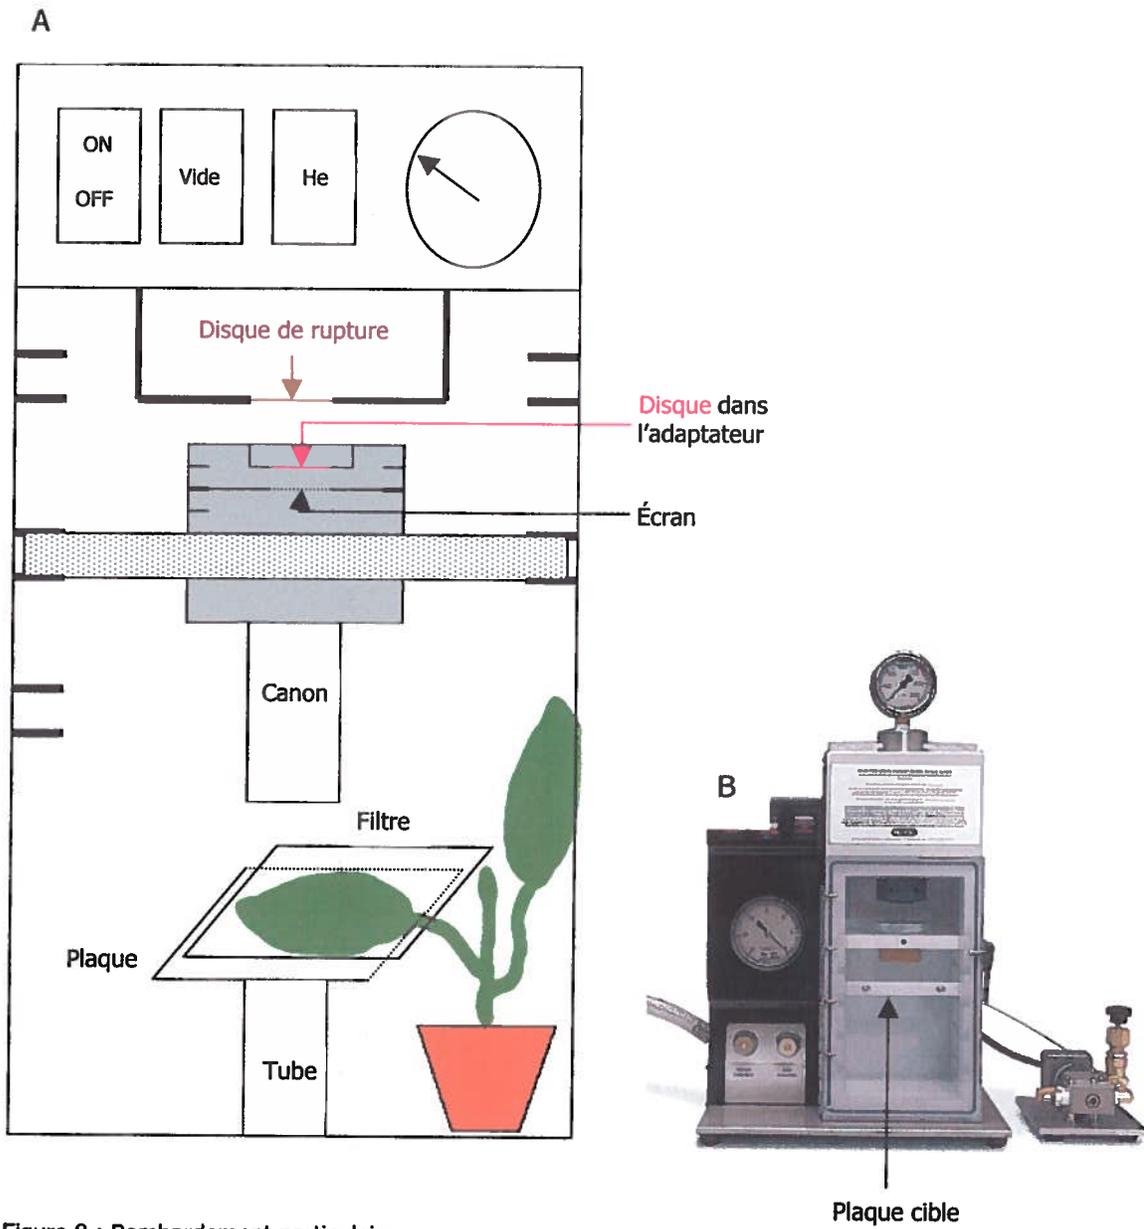 A
ON
OFF
Vide
He
Disque de rupture
Disque dans
l'adaptateur
Écran
Canon
Filtre
Plaque
Tube
B
Plaque cible